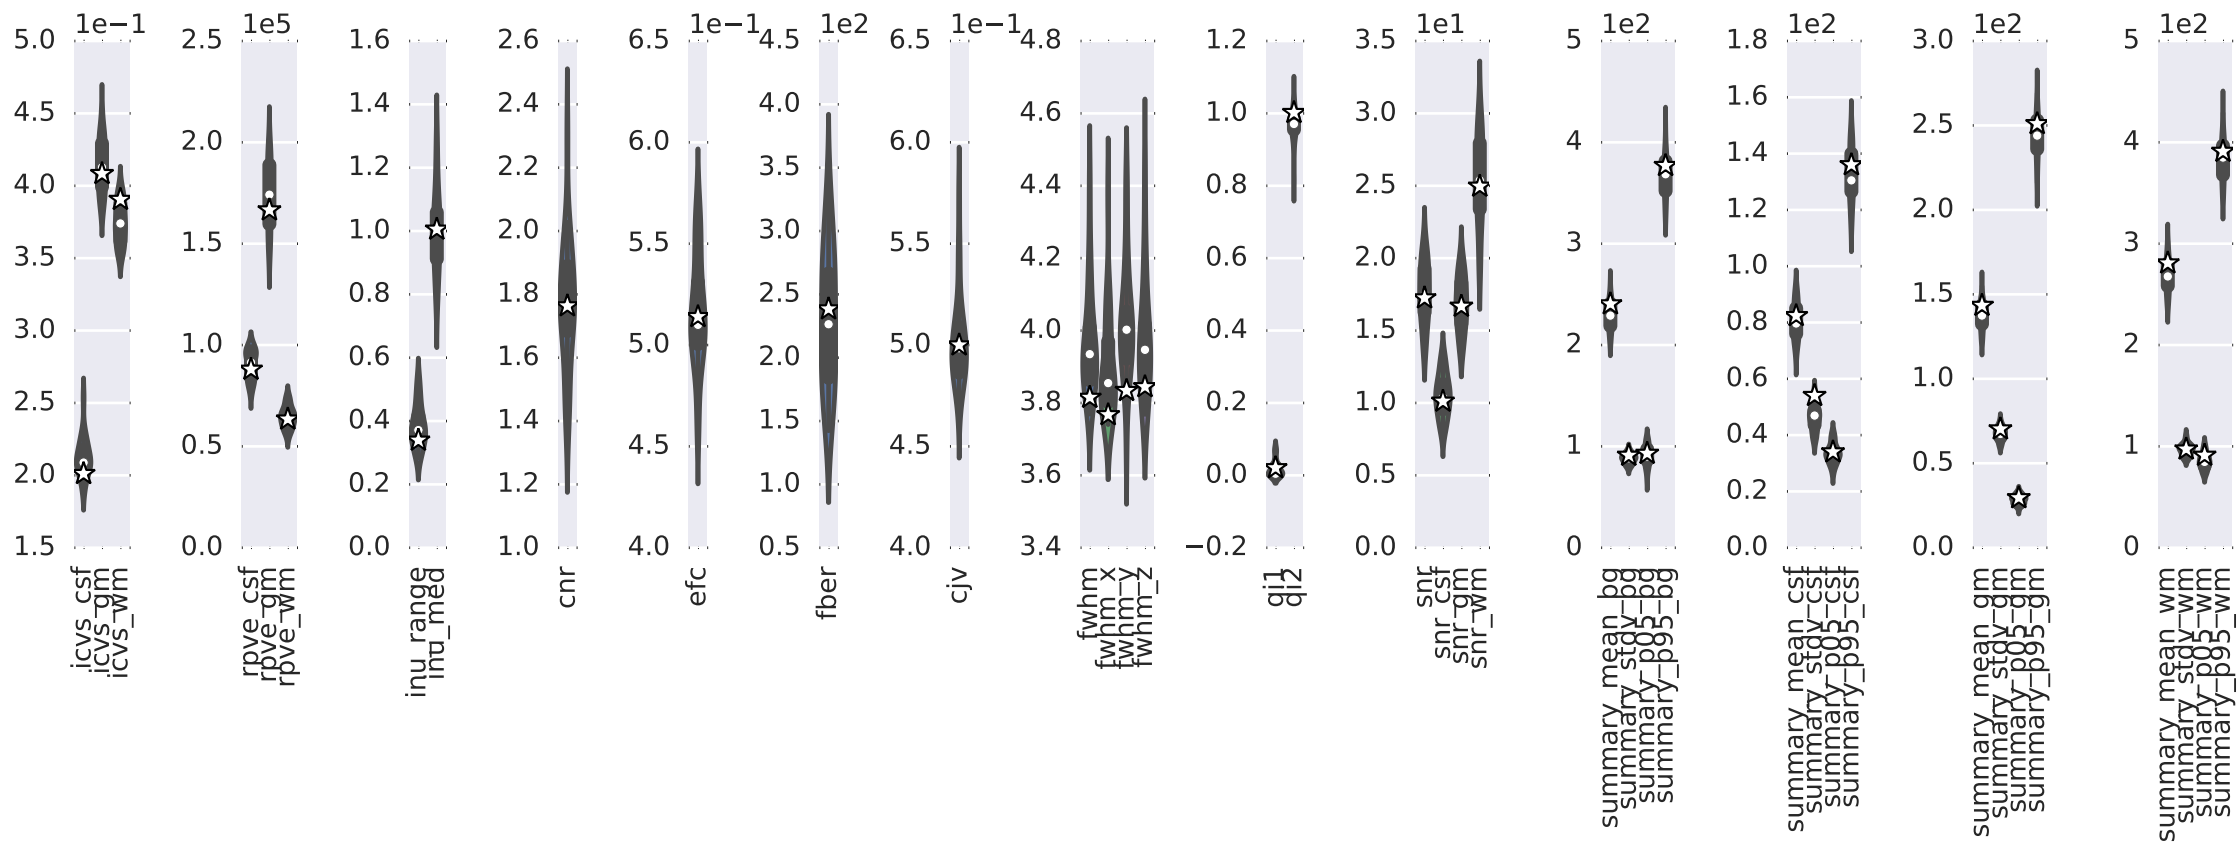 1e−1
5.0
4.5
4.0
3.5
3.0
2.5
2.0
1.5
icvs_csf
icvs_gm
icvs_wm
1e5
2.5
2.0
1.5
1.0
0.5
0.0
rpve_csf
rpve_gm
rpve_wm
1.6
1.4
1.2
1.0
0.8
0.6
0.4
0.2
0.0
inu_range
inu_med
2.6
2.4
2.2
2.0
1.8
1.6
1.4
1.2
1.0
cnr
1e−1
6.5
6.0
5.5
5.0
4.5
4.0
efc
1e2
4.5
4.0
3.5
3.0
2.5
2.0
1.5
1.0
0.5
fber
1e−1
6.5
6.0
5.5
5.0
4.5
4.0
cjv
4.8
4.6
4.4
4.2
4.0
3.8
3.6
3.4
fwhm
fwhm_x
fwhm_y
fwhm_z
1.2
1.0
0.8
0.6
0.4
0.2
0.0
−0.2
qi1
qi2
1e1
3.5
3.0
2.5
2.0
1.5
1.0
0.5
0.0
snr
snr_csf
snr_gm
snr_wm
1e2
5
4
3
2
1
0
summary_mean_bg
summary_stdv_bg
summary_p05_bg
summary_p95_bg
1e2
1.8
1.6
1.4
1.2
1.0
0.8
0.6
0.4
0.2
0.0
summary_mean_csf
summary_stdv_csf
summary_p05_csf
summary_p95_csf
1e2
3.0
2.5
2.0
1.5
1.0
0.5
0.0
summary_mean_gm
summary_stdv_gm
summary_p05_gm
summary_p95_gm
1e2
5
4
3
2
1
0
summary_mean_wm
summary_stdv_wm
summary_p05_wm
summary_p95_wm